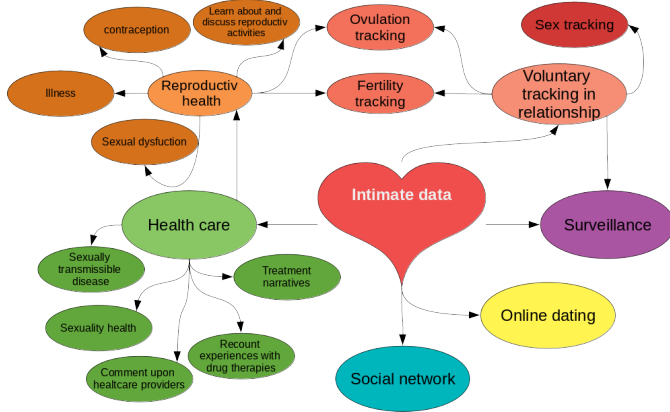 Learn about and
discuss reproductiv
activities
contraception
Ovulation
tracking
Sex tracking
Reproductiv
health
Illness
Fertility
tracking
Voluntary
tracking in
relationship
Sexual dysfuction
Intimate data
Health care
Surveillance
Sexually
transmissible
disease
Treatment
narratives
Sexuality health
Online dating
Recount
experiences with
drug therapies
Comment upon
healtcare providers
Social network